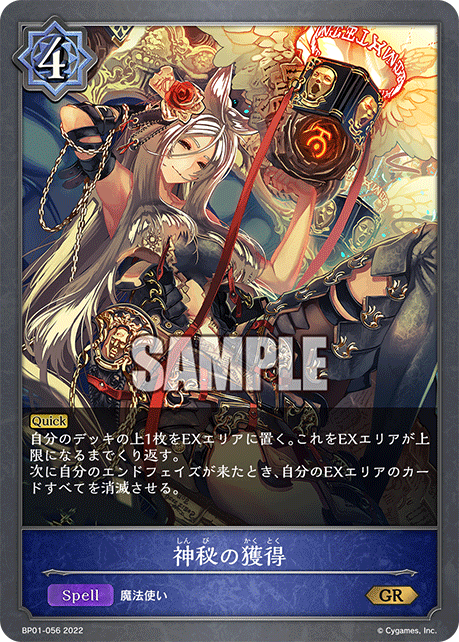 4
SAMPLE
Quick
自分のデッキの上1枚をEXエリアに置く。これをEXエリアが上
限になるまでくり返す。
次に自分のエンドフェイズが来たとき、自分のEXエリアのカー
ドすべてを消滅させる。
しん ぴ かく とく
神秘の獲得
Spell 魔法使い GR
BP01-056 2022 © Cygames, Inc.